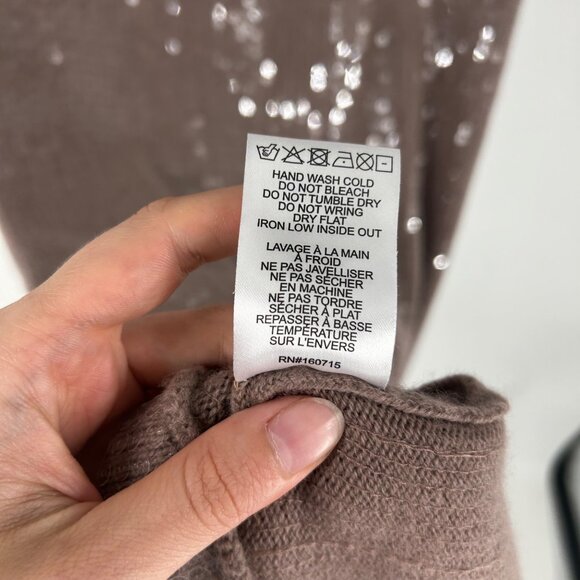 HAND WASH COLD
DO NOT BLEACH
DO NOT TUMBLE DRY
DO NOT WRING
DRY FLAT
IRON LOW INSIDE OUT
LAVAGE À LA MAIN
À FROID
NE PAS JAVELLISER
NE PAS SÉCHER
EN MACHINE
NE PAS TORDRE
SÉCHER À PLAT
REPASSER À BASSE
TEMPÉRATURE
SUR L'ENVERS
RN#160715